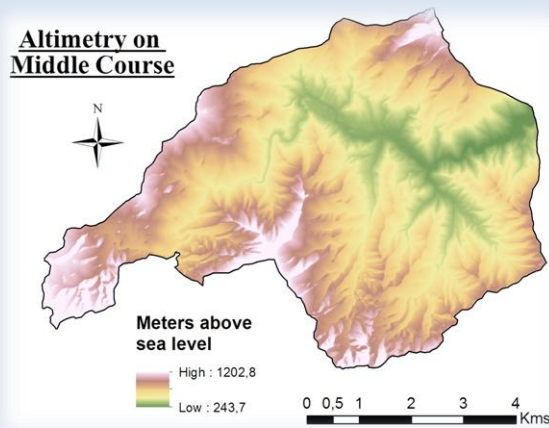 Altimetry on
Middle Course
N
Meters above
sea level
High : 1202,8
Low : 243,7
0 0,5 1 2 3 4
Kms